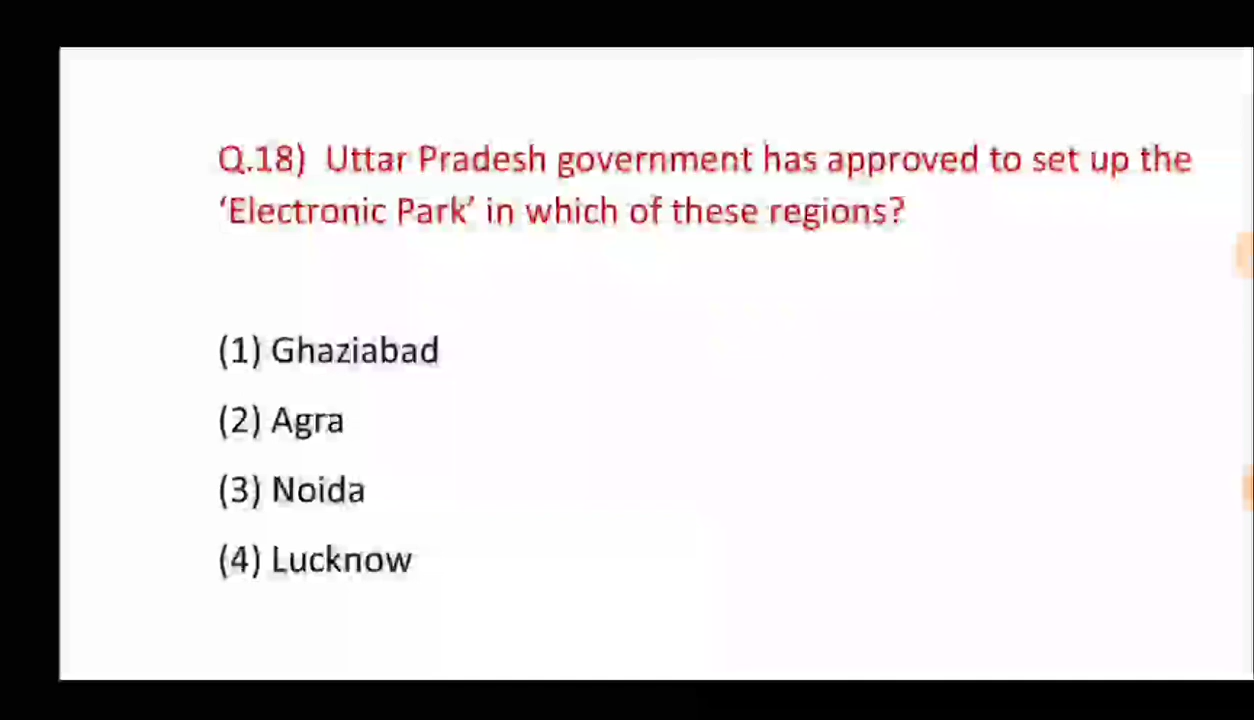 Q.18) Uttar Pradesh government has approved to set up the
‘Electronic Park’ in which of these regions?
(1) Ghaziabad
(2) Agra
(3) Noida
(4) Lucknow